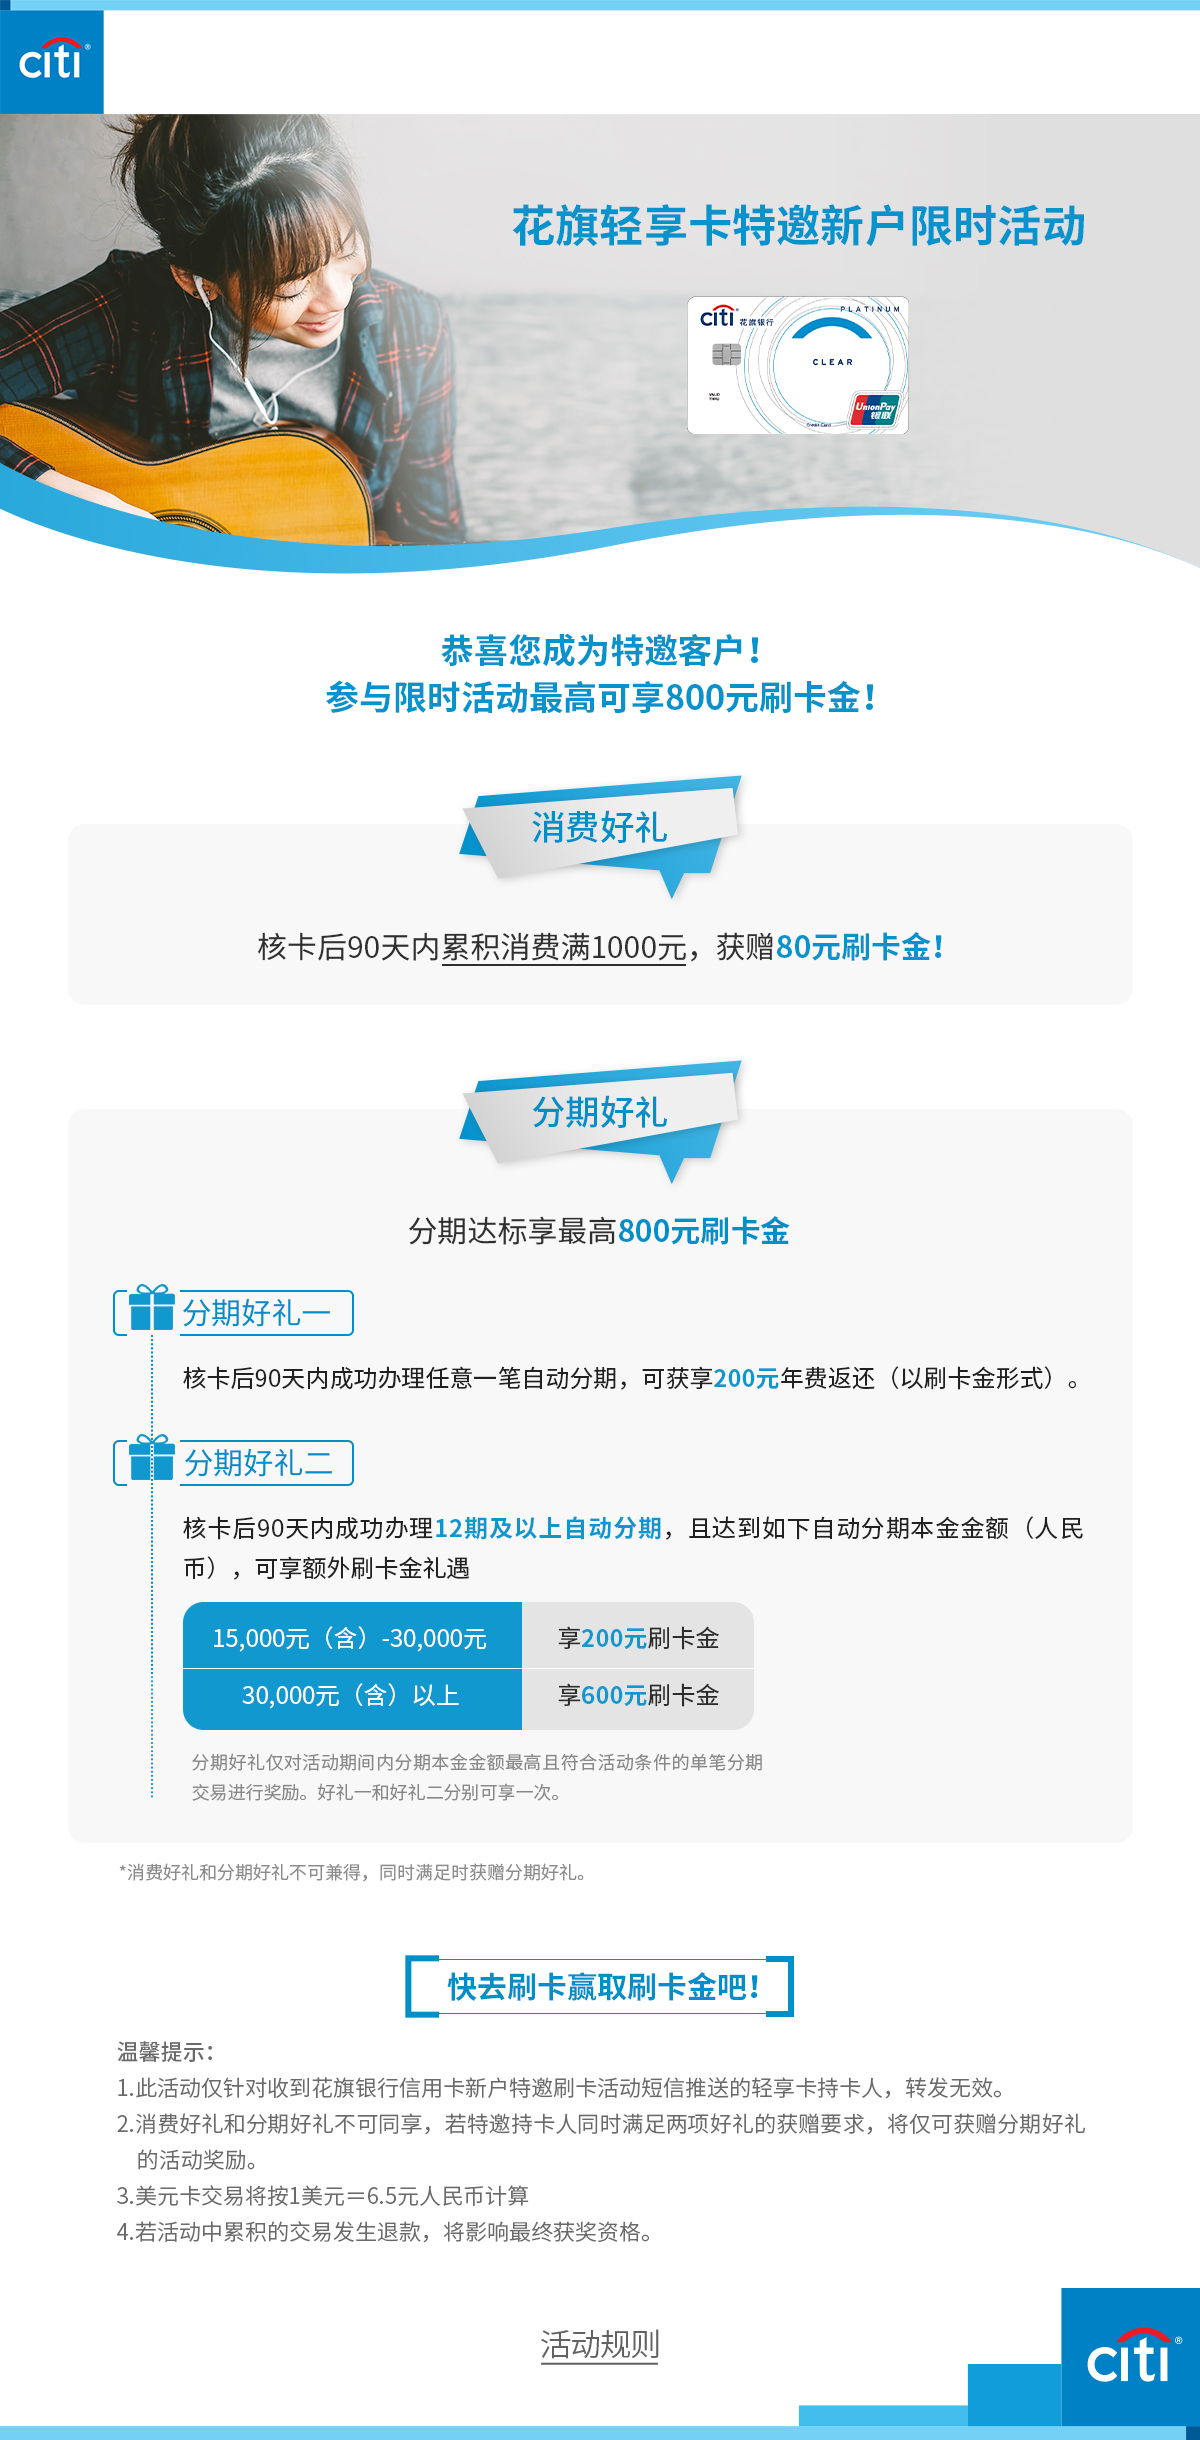 citi®
花旗轻享卡特邀新户限时活动
citi 花旗银行
PLATINUM
CLEAR
VALID
THRU
Credit Card
UnionPay
银联
恭喜您成为特邀客户！
参与限时活动最高可享800元刷卡金！
消费好礼
核卡后90天内累积消费满1000元，获赠80元刷卡金！
分期好礼
分期达标享最高800元刷卡金
分期好礼一
核卡后90天内成功办理任意一笔自动分期，可获享200元年费返还（以刷卡金形式）。
分期好礼二
核卡后90天内成功办理12期及以上自动分期，且达到如下自动分期本金金额（人民
币），可享额外刷卡金礼遇
15,000元（含）-30,000元 享200元刷卡金
30,000元（含）以上 享600元刷卡金
分期好礼仅对活动期间内分期本金金额最高且符合活动条件的单笔分期
交易进行奖励。好礼一和好礼二分别可享一次。
*消费好礼和分期好礼不可兼得，同时满足时获赠分期好礼。
快去刷卡赢取刷卡金吧！
温馨提示：
1.此活动仅针对收到花旗银行信用卡新户特邀刷卡活动短信推送的轻享卡持卡人，转发无效。
2.消费好礼和分期好礼不可同享，若特邀持卡人同时满足两项好礼的获赠要求，将仅可获赠分期好礼
的活动奖励。
3.美元卡交易将按1美元＝6.5元人民币计算
4.若活动中累积的交易发生退款，将影响最终获奖资格。
活动规则
citi®